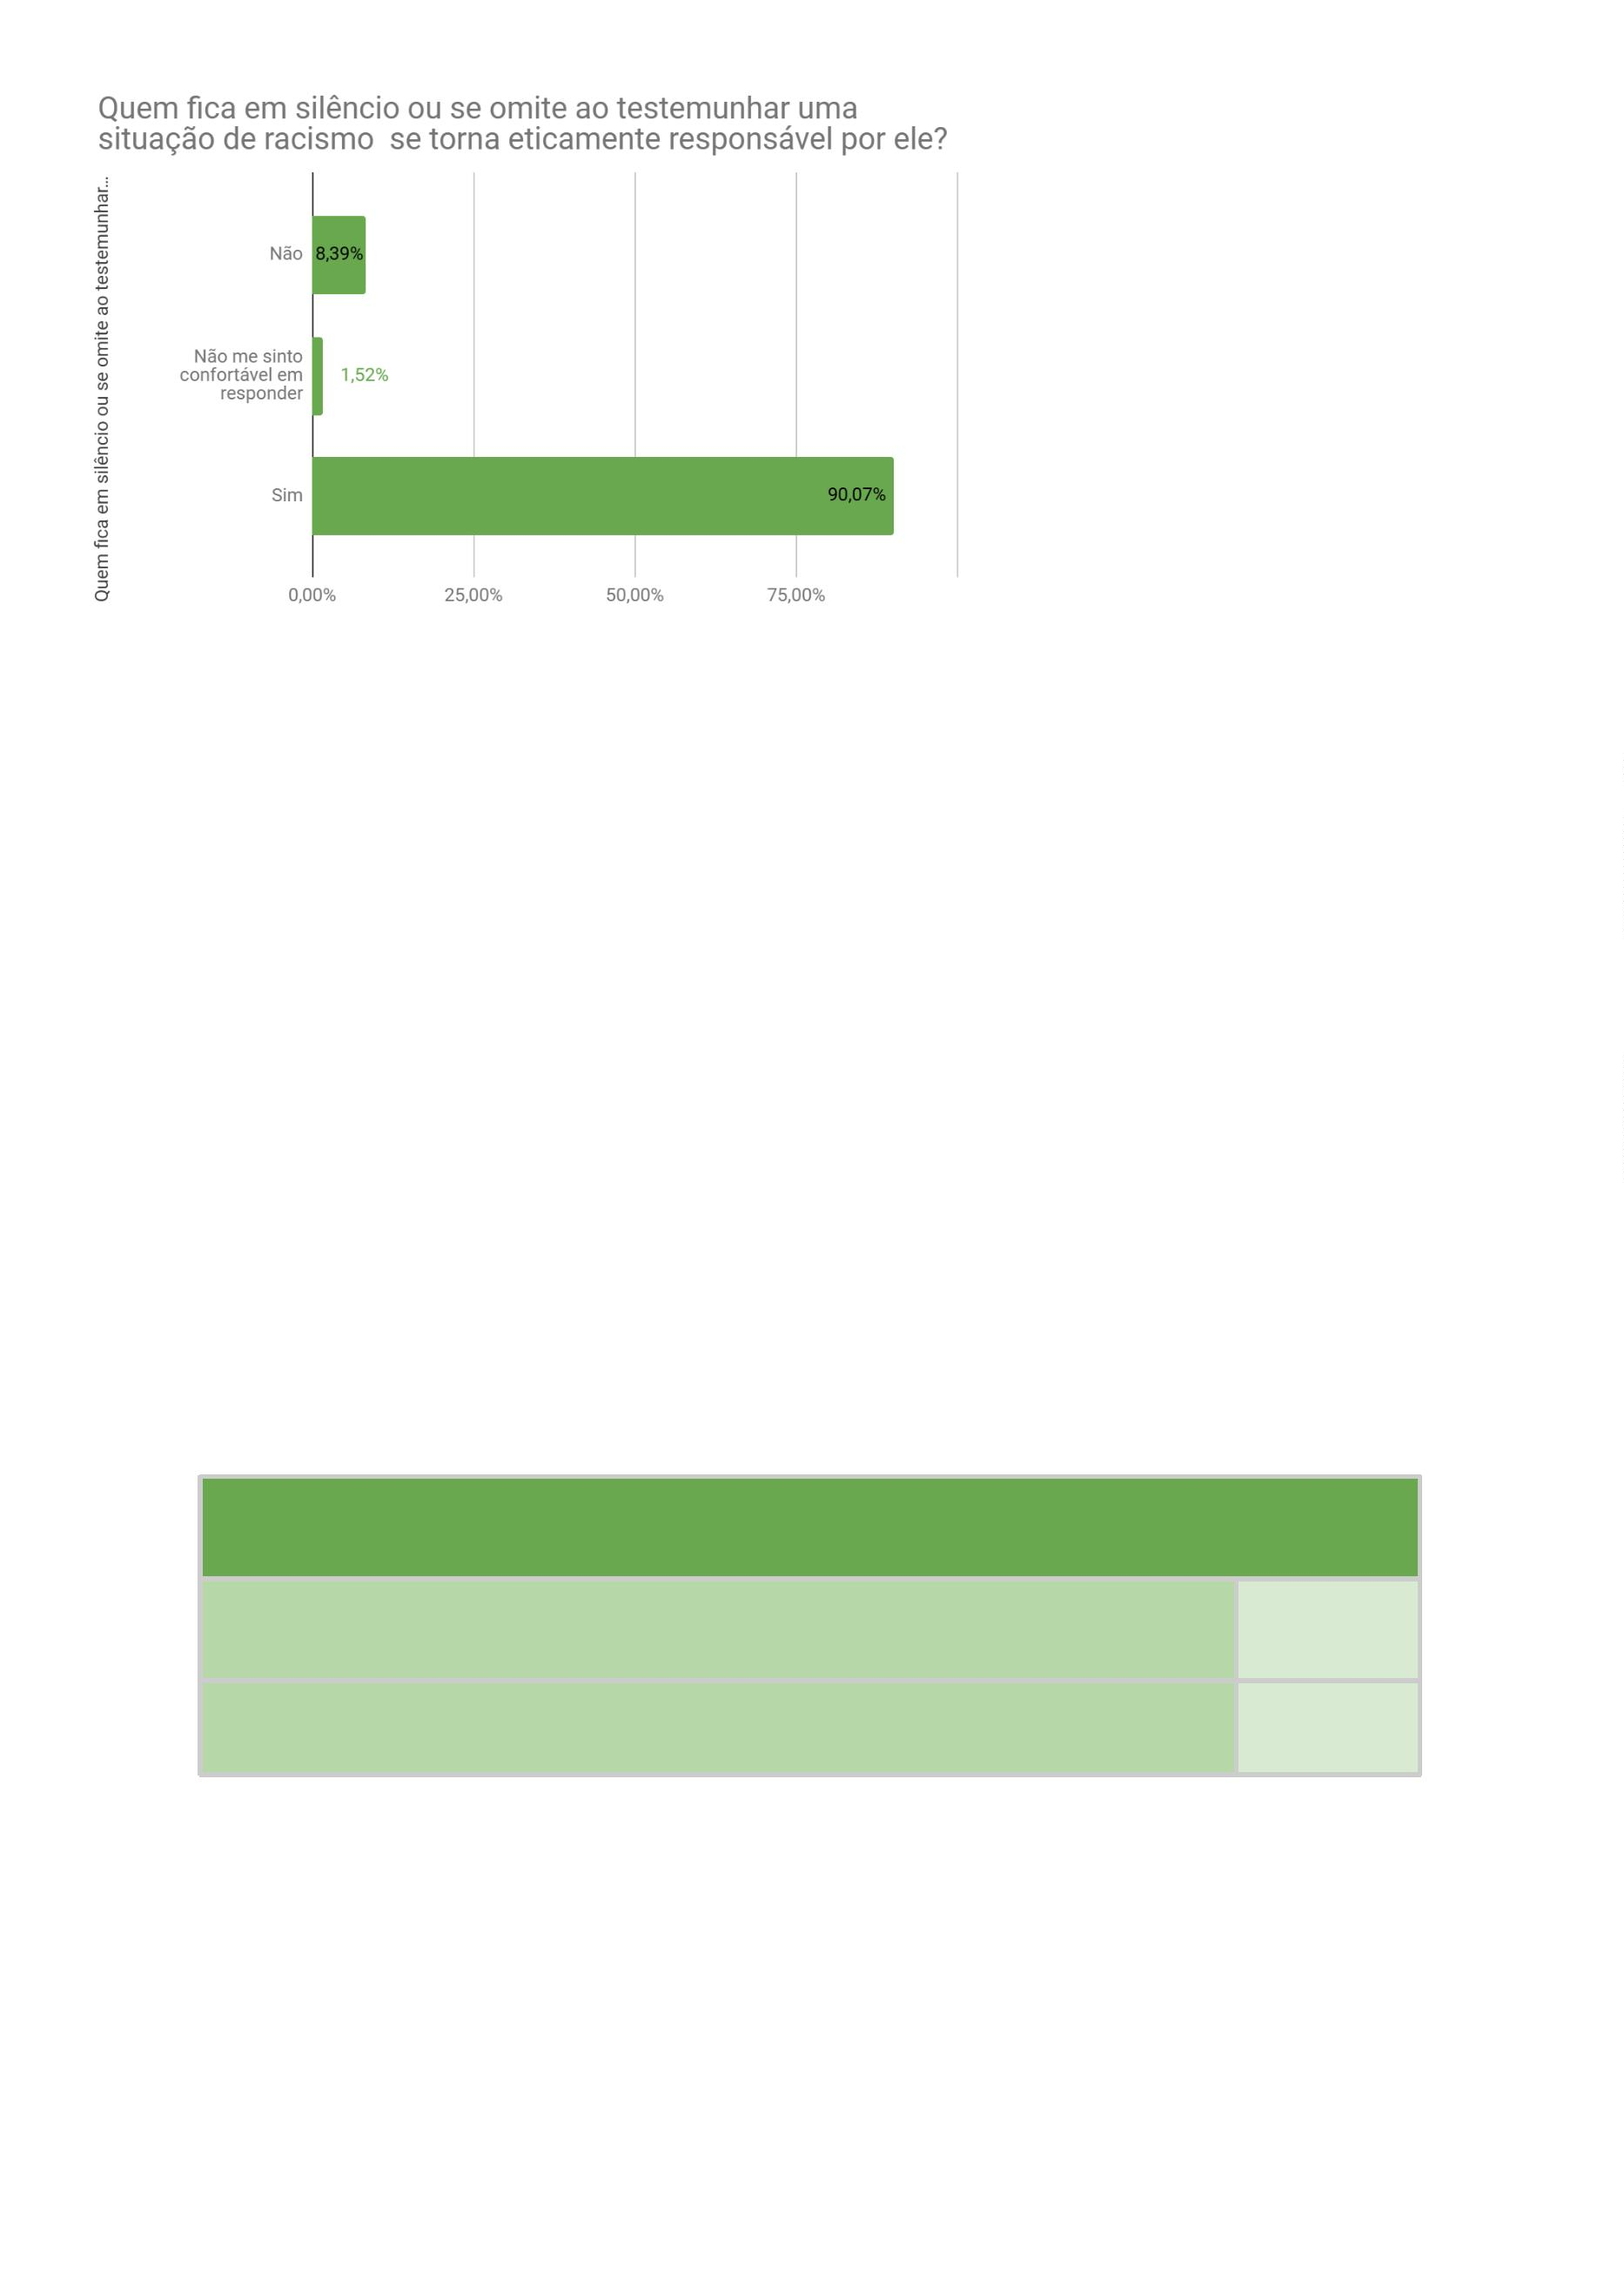 Quem fica em silêncio ou se omite ao testemunhar uma
situação de racismo  se torna eticamente responsável por ele?
Quem fica em silêncio ou se omite ao testemunhar...
Não
8,39%
Não me sinto
confortável em
responder
1,52%
Sim
90,07%
0,00%
25,00%
50,00%
75,00%